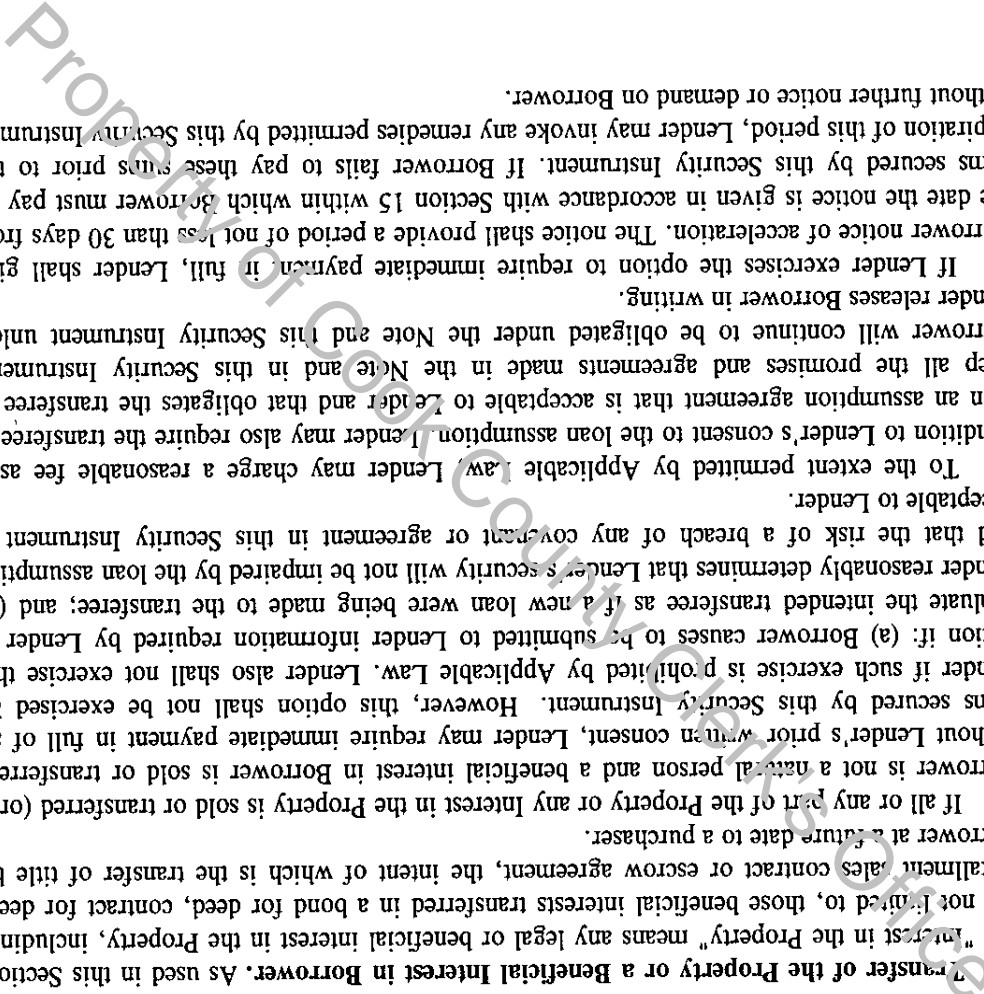 Transfer of the Property or a Beneficial Interest in Borrower. As used in this Sectio
"Interest in the Property" means any legal or beneficial interest in the Property, includin
not limited to, those beneficial interests transferred in a bond for deed, contract for dee
tallment sales contract or escrow agreement, the intent of which is the transfer of title b
rrower at a future date to a purchaser.
If all or any part of the Property or any Interest in the Property is sold or transferred (or
rrower is not a natural person and a beneficial interest in Borrower is sold or transferre
hout Lender's prior written consent, Lender may require immediate payment in full of a
ns secured by this Security Instrument. However, this option shall not be exercised
nder if such exercise is prohibited by Applicable Law. Lender also shall not exercise th
tion if: (a) Borrower causes to be submitted to Lender information required by Lender
luate the intended transferee as if a new loan were being made to the transferee; and (
nder reasonably determines that Lender's security will not be impaired by the loan assumpti
d that the risk of a breach of any covenant or agreement in this Security Instrument
ceptable to Lender.
To the extent permitted by Applicable Law, Lender may charge a reasonable fee as
ndition to Lender's consent to the loan assumption. Lender may also require the transferee
n an assumption agreement that is acceptable to Lender and that obligates the transferee
ep all the promises and agreements made in the Note and in this Security Instrumen
rrower will continue to be obligated under the Note and this Security Instrument unle
nder releases Borrower in writing.
If Lender exercises the option to require immediate payment in full, Lender shall gi
rrower notice of acceleration. The notice shall provide a period of not less than 30 days fro
e date the notice is given in accordance with Section 15 within which Borrower must pay
ms secured by this Security Instrument. If Borrower fails to pay these sums prior to t
piration of this period, Lender may invoke any remedies permitted by this Security Instrum
thout further notice or demand on Borrower.
Property of Cook County Clerk's Office